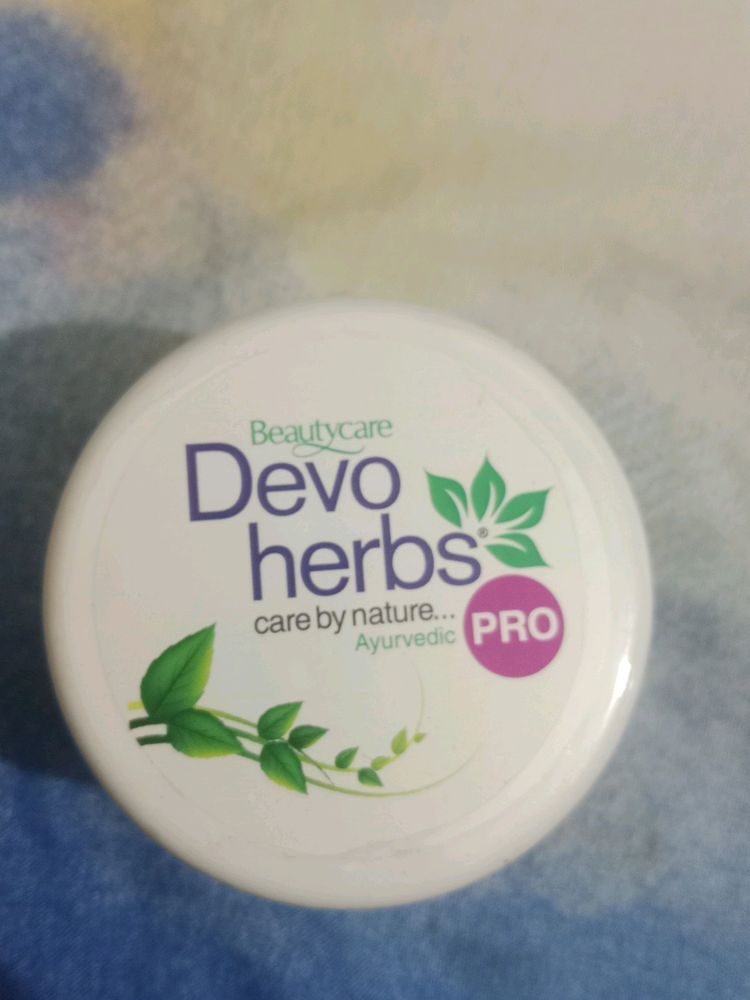 Beautycare
Devo
herbs®
care by nature...
Ayurvedic
PRO